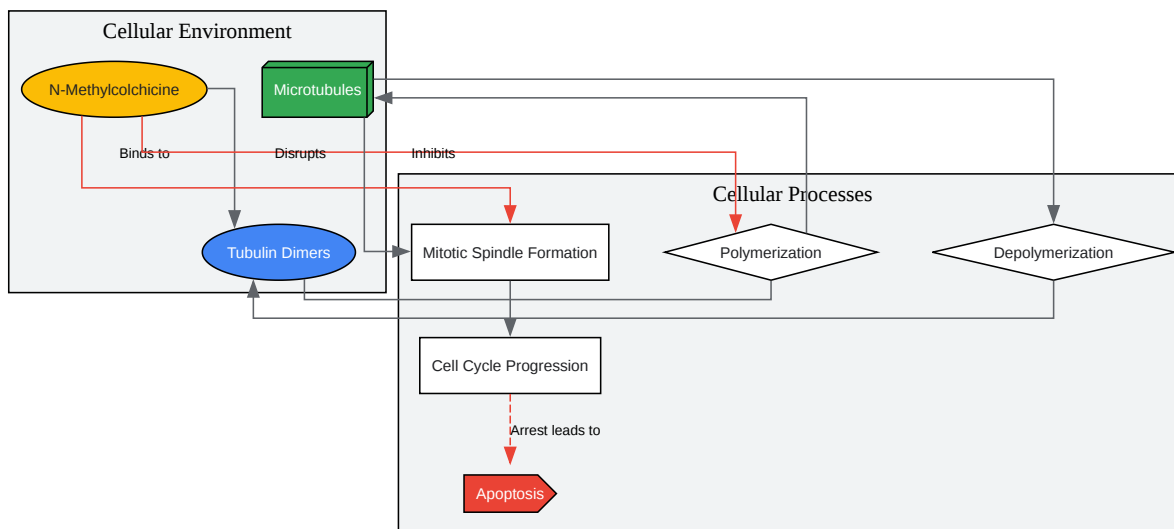 Cellular Environment
N-Methylcolchicine
Microtubules
Binds to
Disrupts
Inhibits
Cellular Processes
Tubulin Dimers
Mitotic Spindle Formation
Polymerization
Depolymerization
Cell Cycle Progression
Arrest leads to
Apoptosis